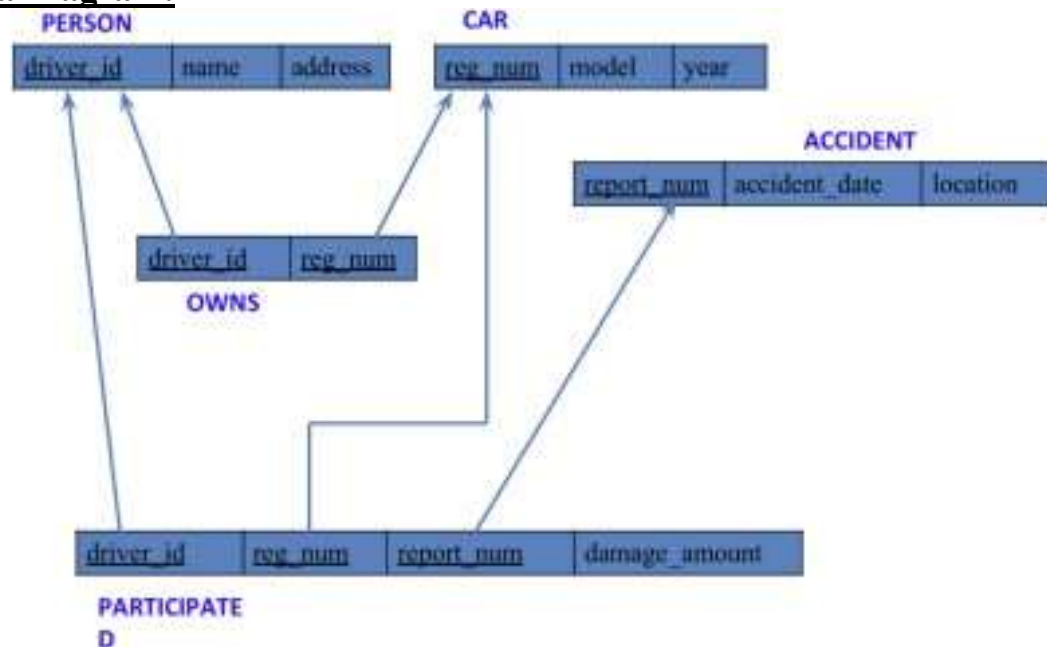 PERSON
driver_id name address
CAR
reg_num model year
ACCIDENT
report_num accident_date location
driver_id reg_num
OWNS
driver_id reg_num report_num damage_amount
PARTICIPATE
D